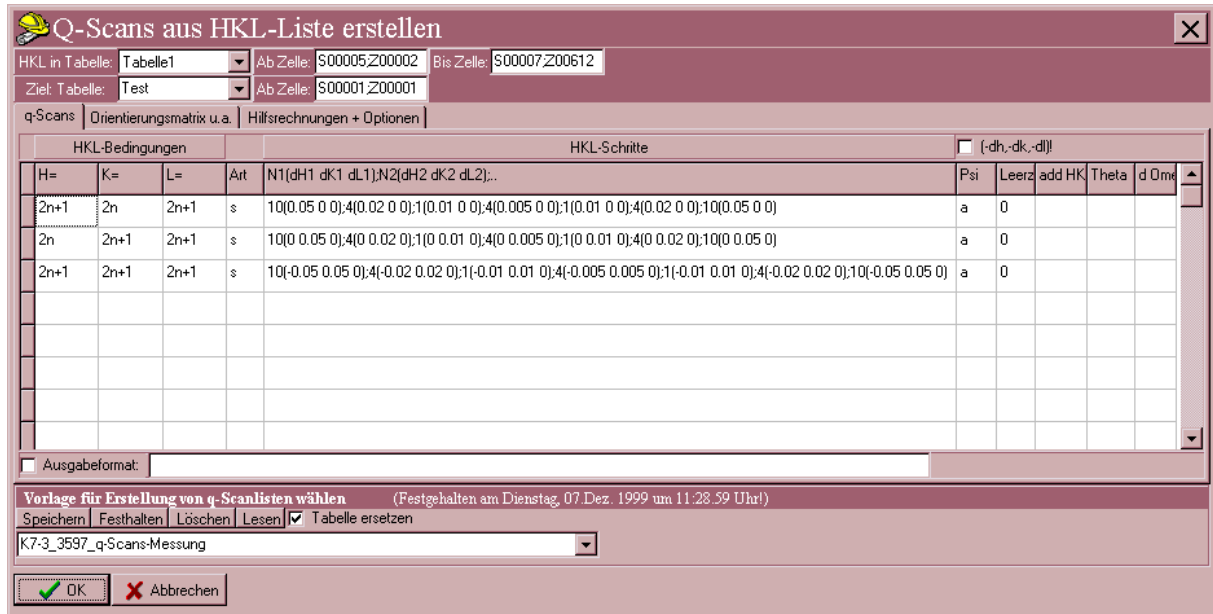 Q-Scans aus HKL-Liste erstellen
HKL in Tabelle: Tabelle1 Ab Zelle: S00005;Z00002 Bis Zelle: S00007;Z00612
Ziel: Tabelle: Test Ab Zelle: S00001;Z00001
q-Scans Orientierungsmatrix u.a. Hilfsrechnungen + Optionen
HKL-Bedingungen HKL-Schritte (-dh,-dk,-dl)!
H= K= L= Art N1(dH1 dK1 dL1);N2(dH2 dK2 dL2);.. Psi Leerz add HK Theta d Ome
2n+1 2n 2n+1 s 10(0.05 0 0);4(0.02 0 0);1(0.01 0 0);4(0.005 0 0);1(0.01 0 0);4(0.02 0 0);10(0.05 0 0) a 0
2n 2n+1 2n+1 s 10(0 0.05 0);4(0 0.02 0);1(0 0.01 0);4(0 0.005 0);1(0 0.01 0);4(0 0.02 0);10(0 0.05 0) a 0
2n+1 2n+1 2n+1 s 10(-0.05 0.05 0);4(-0.02 0.02 0);1(-0.01 0.01 0);4(-0.005 0.005 0);1(-0.01 0.01 0);4(-0.02 0.02 0);10(-0.05 0.05 0) a 0
Ausgabeformat:
Vorlage für Erstellung von q-Scanlisten wählen (Festgehalten am Dienstag, 07.Dez. 1999 um 11:28.59 Uhr!)
Speichern Festhalten Löschen Lesen Tabelle ersetzen
K7-3_3597_q-Scans-Messung
OK Abbrechen